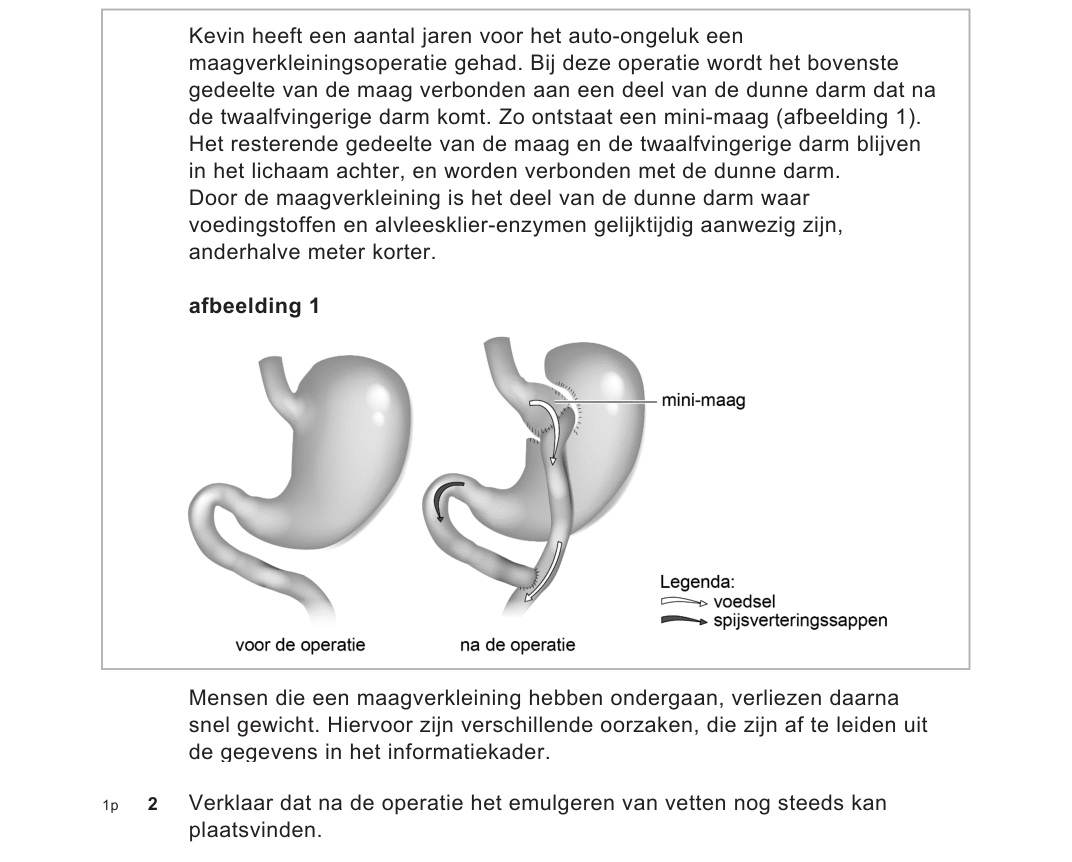 Kevin heeft een aantal jaren voor het auto-ongeluk een
maagverkleiningsoperatie gehad. Bij deze operatie wordt het bovenste
gedeelte van de maag verbonden aan een deel van de dunne darm dat na
de twaalfvingerige darm komt. Zo ontstaat een mini-maag (afbeelding 1).
Het resterende gedeelte van de maag en de twaalfvingerige darm blijven
in het lichaam achter, en worden verbonden met de dunne darm.
Door de maagverkleining is het deel van de dunne darm waar
voedingstoffen en alvleesklier-enzymen gelijktijdig aanwezig zijn,
anderhalve meter korter.
afbeelding 1
mini-maag
Legenda:
voedsel
spijsverteringssappen
voor de operatie
na de operatie
Mensen die een maagverkleining hebben ondergaan, verliezen daarna
snel gewicht. Hiervoor zijn verschillende oorzaken, die zijn af te leiden uit
de gegevens in het informatiekader.
1p 2 Verklaar dat na de operatie het emulgeren van vetten nog steeds kan
plaatsvinden.